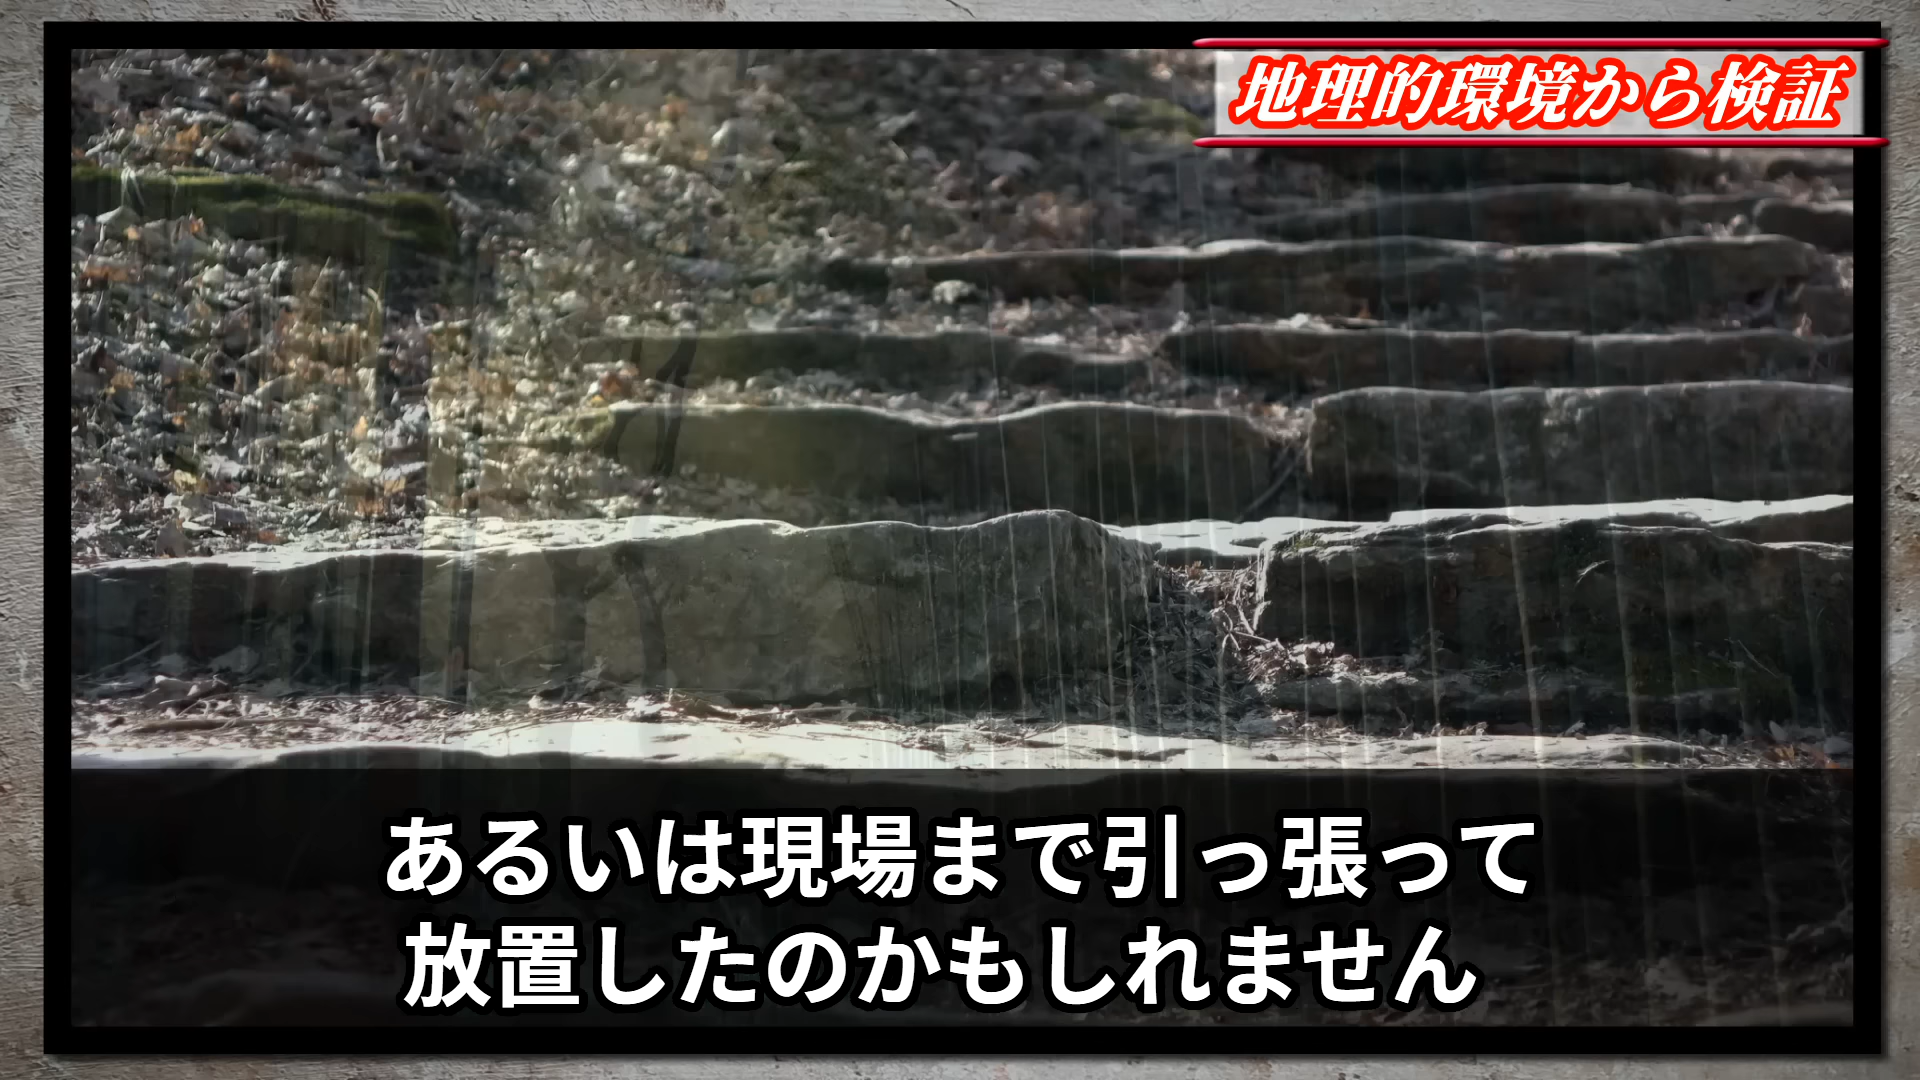 地理的環境から検証
あるいは現場まで引っ張って
放置したのかもしれません